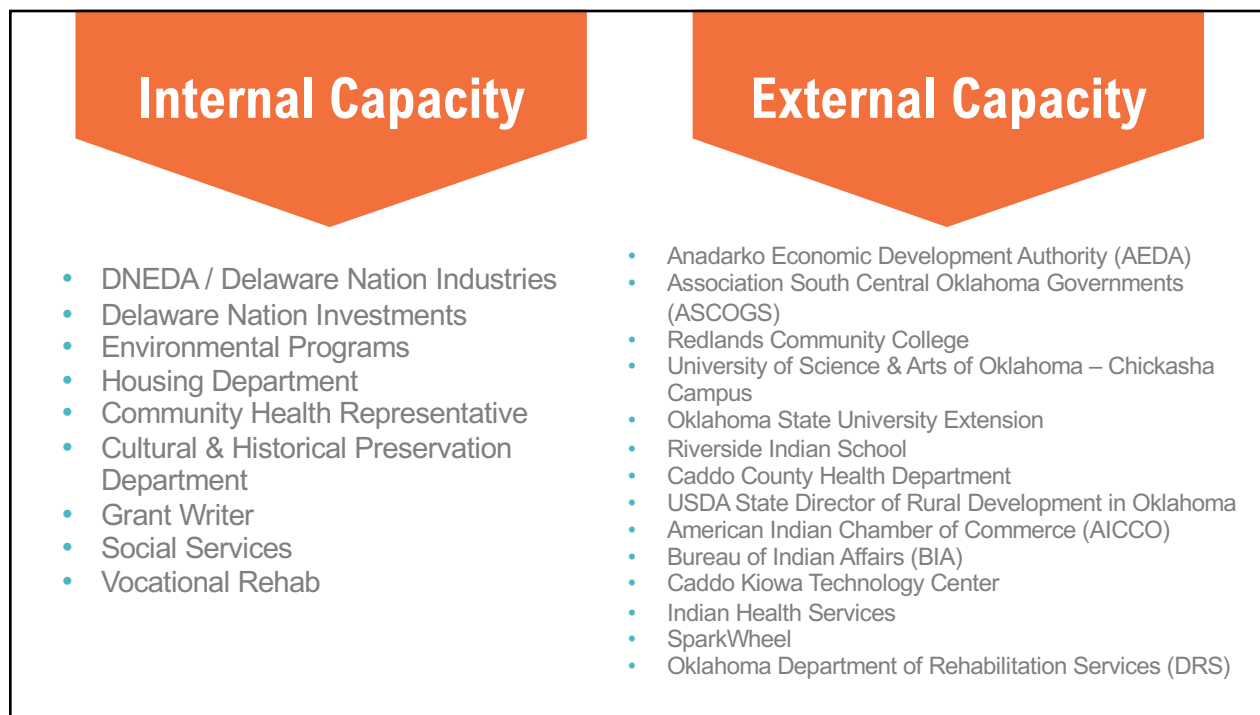 Internal Capacity
• DNEDA / Delaware Nation Industries
• Delaware Nation Investments
• Environmental Programs
• Housing Department
• Community Health Representative
• Cultural & Historical Preservation
Department
• Grant Writer
• Social Services
• Vocational Rehab
External Capacity
• Anadarko Economic Development Authority (AEDA)
• Association South Central Oklahoma Governments
(ASCOGS)
• Redlands Community College
• University of Science & Arts of Oklahoma – Chickasha
Campus
• Oklahoma State University Extension
• Riverside Indian School
• Caddo County Health Department
• USDA State Director of Rural Development in Oklahoma
• American Indian Chamber of Commerce (AICCO)
• Bureau of Indian Affairs (BIA)
• Caddo Kiowa Technology Center
• Indian Health Services
• SparkWheel
• Oklahoma Department of Rehabilitation Services (DRS)